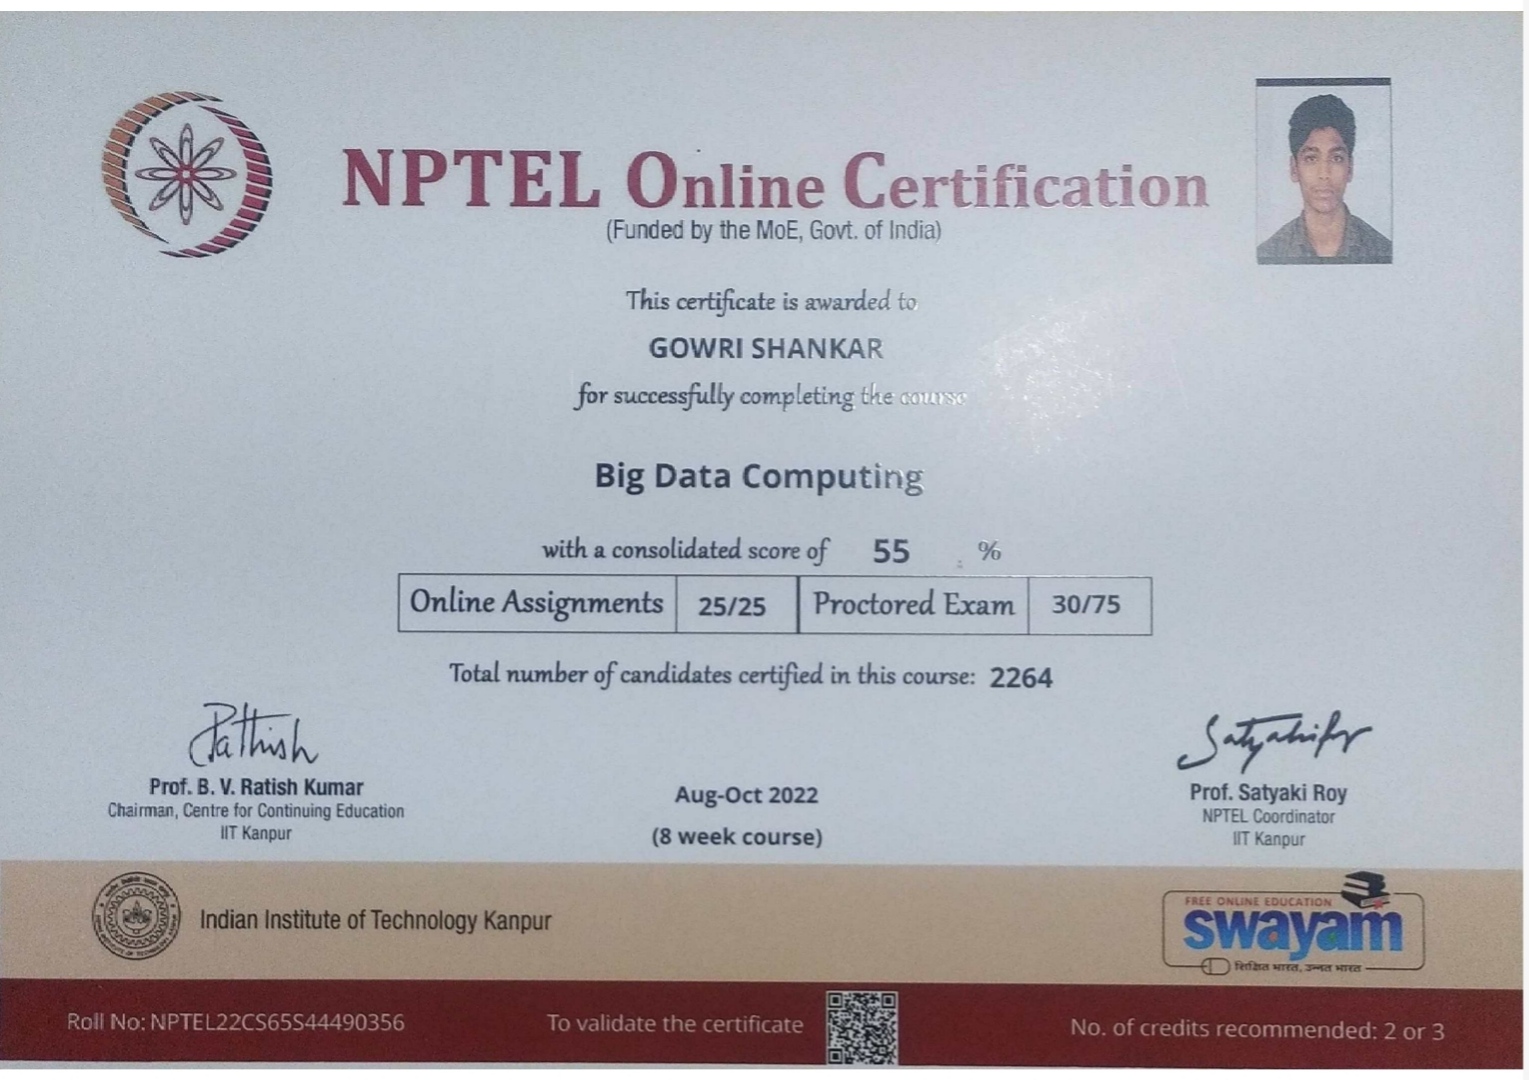 NPTEL Online Certification
(Funded by the MoE, Govt. of India)
This certificate is awarded to
GOWRI SHANKAR
for successfully completing the course
Big Data Computing
with a consolidated score of 55 %
Online Assignments 25/25 Proctored Exam 30/75
Total number of candidates certified in this course: 2264
Prof. B. V. Ratish Kumar
Chairman, Centre for Continuing Education
IIT Kanpur
Aug-Oct 2022
(8 week course)
Prof. Satyaki Roy
NPTEL Coordinator
IIT Kanpur
Indian Institute of Technology Kanpur
FREE ONLINE EDUCATION
swayam
शिक्षित भारत, उन्नत भारत
Roll No: NPTEL22CS65S44490356
To validate the certificate
No. of credits recommended: 2 or 3